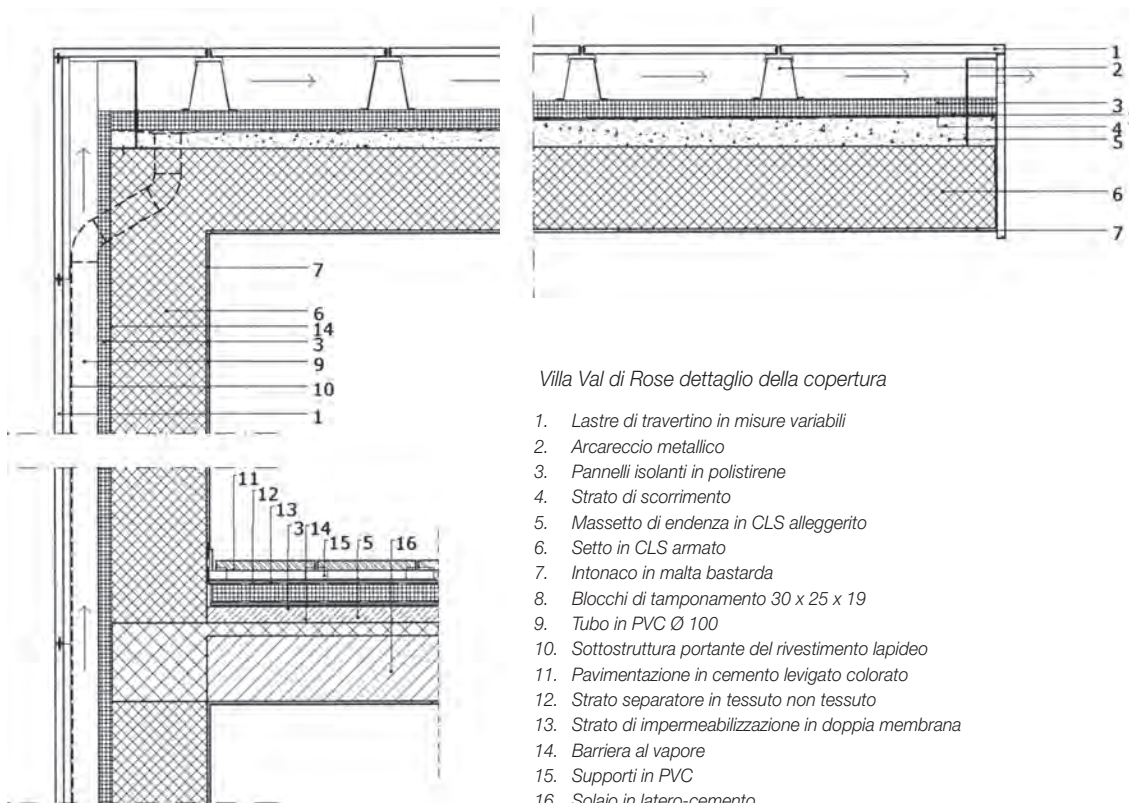 1
2
3
4
5
6
7
7
6
14
3
9
10
1
11
12
13
3 14
15 5 16
Villa Val di Rose dettaglio della copertura
1. Lastre di travertino in misure variabili
2. Arcareccio metallico
3. Pannelli isolanti in polistirene
4. Strato di scorrimento
5. Massetto di endenza in CLS alleggerito
6. Setto in CLS armato
7. Intonaco in malta bastarda
8. Blocchi di tamponamento 30 x 25 x 19
9. Tubo in PVC Ø 100
10. Sottostruttura portante del rivestimento lapideo
11. Pavimentazione in cemento levigato colorato
12. Strato separatore in tessuto non tessuto
13. Strato di impermeabilizzazione in doppia membrana
14. Barriera al vapore
15. Supporti in PVC
16. Solaio in latero-cemento